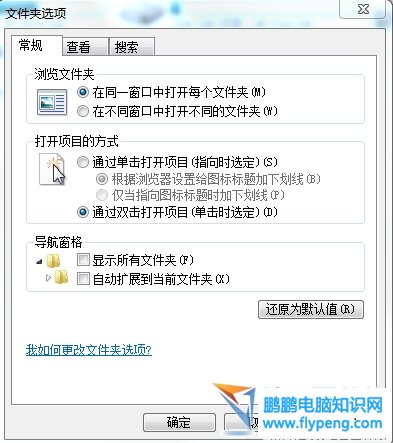 文件夹选项
常规
查看
搜索
浏览文件夹
在同一窗口中打开每个文件夹(M)
在不同窗口中打开不同的文件夹(W)
打开项目的方式
通过单击打开项目(指向时选定)(S)
根据浏览器设置给图标标题加下划线(B)
仅当指向图标标题时加下划线(P)
通过双击打开项目(单击时选定)(D)
导航窗格
显示所有文件夹(F)
自动扩展到当前文件夹(X)
还原为默认值(R)
我如何更改文件夹选项?
确定
鹏鹏电脑知识网
www.flypeng.com